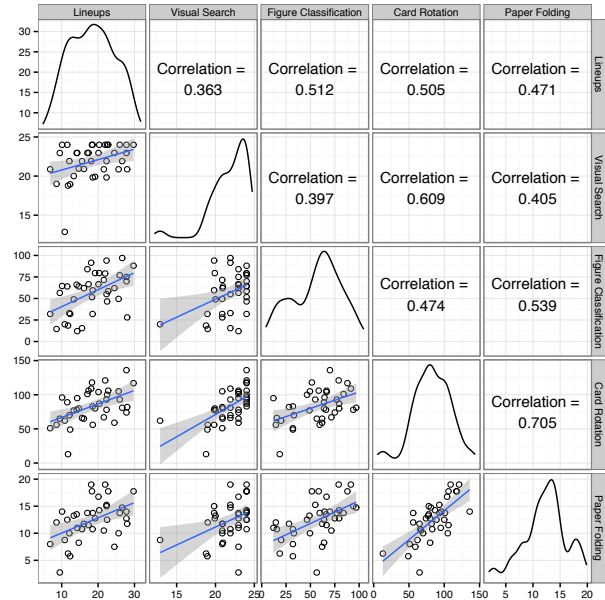 Lineups Visual Search Figure Classification Card Rotation Paper Folding
30
25
20
15
10
Correlation =
0.363
Correlation =
0.512
Correlation =
0.505
Correlation =
0.471
Lineups
25
20
15
Correlation =
0.397
Correlation =
0.609
Correlation =
0.405
Visual Search
100
75
50
25
0
Correlation =
0.474
Correlation =
0.539
Figure Classification
150
100
50
0
Correlation =
0.705
Card Rotation
20
15
10
5
Paper Folding
10 20 30 15 20 25 0 25 50 75 100 0 50 100 150 5 10 15 20